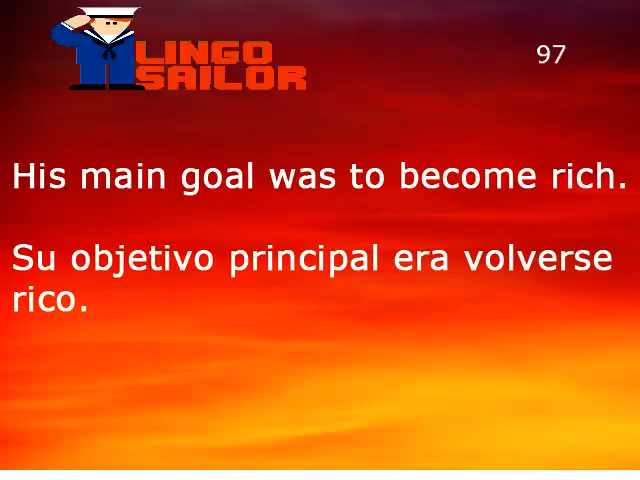 LINGO
SAILOR
97
His main goal was to become rich.
Su objetivo principal era volverse
rico.